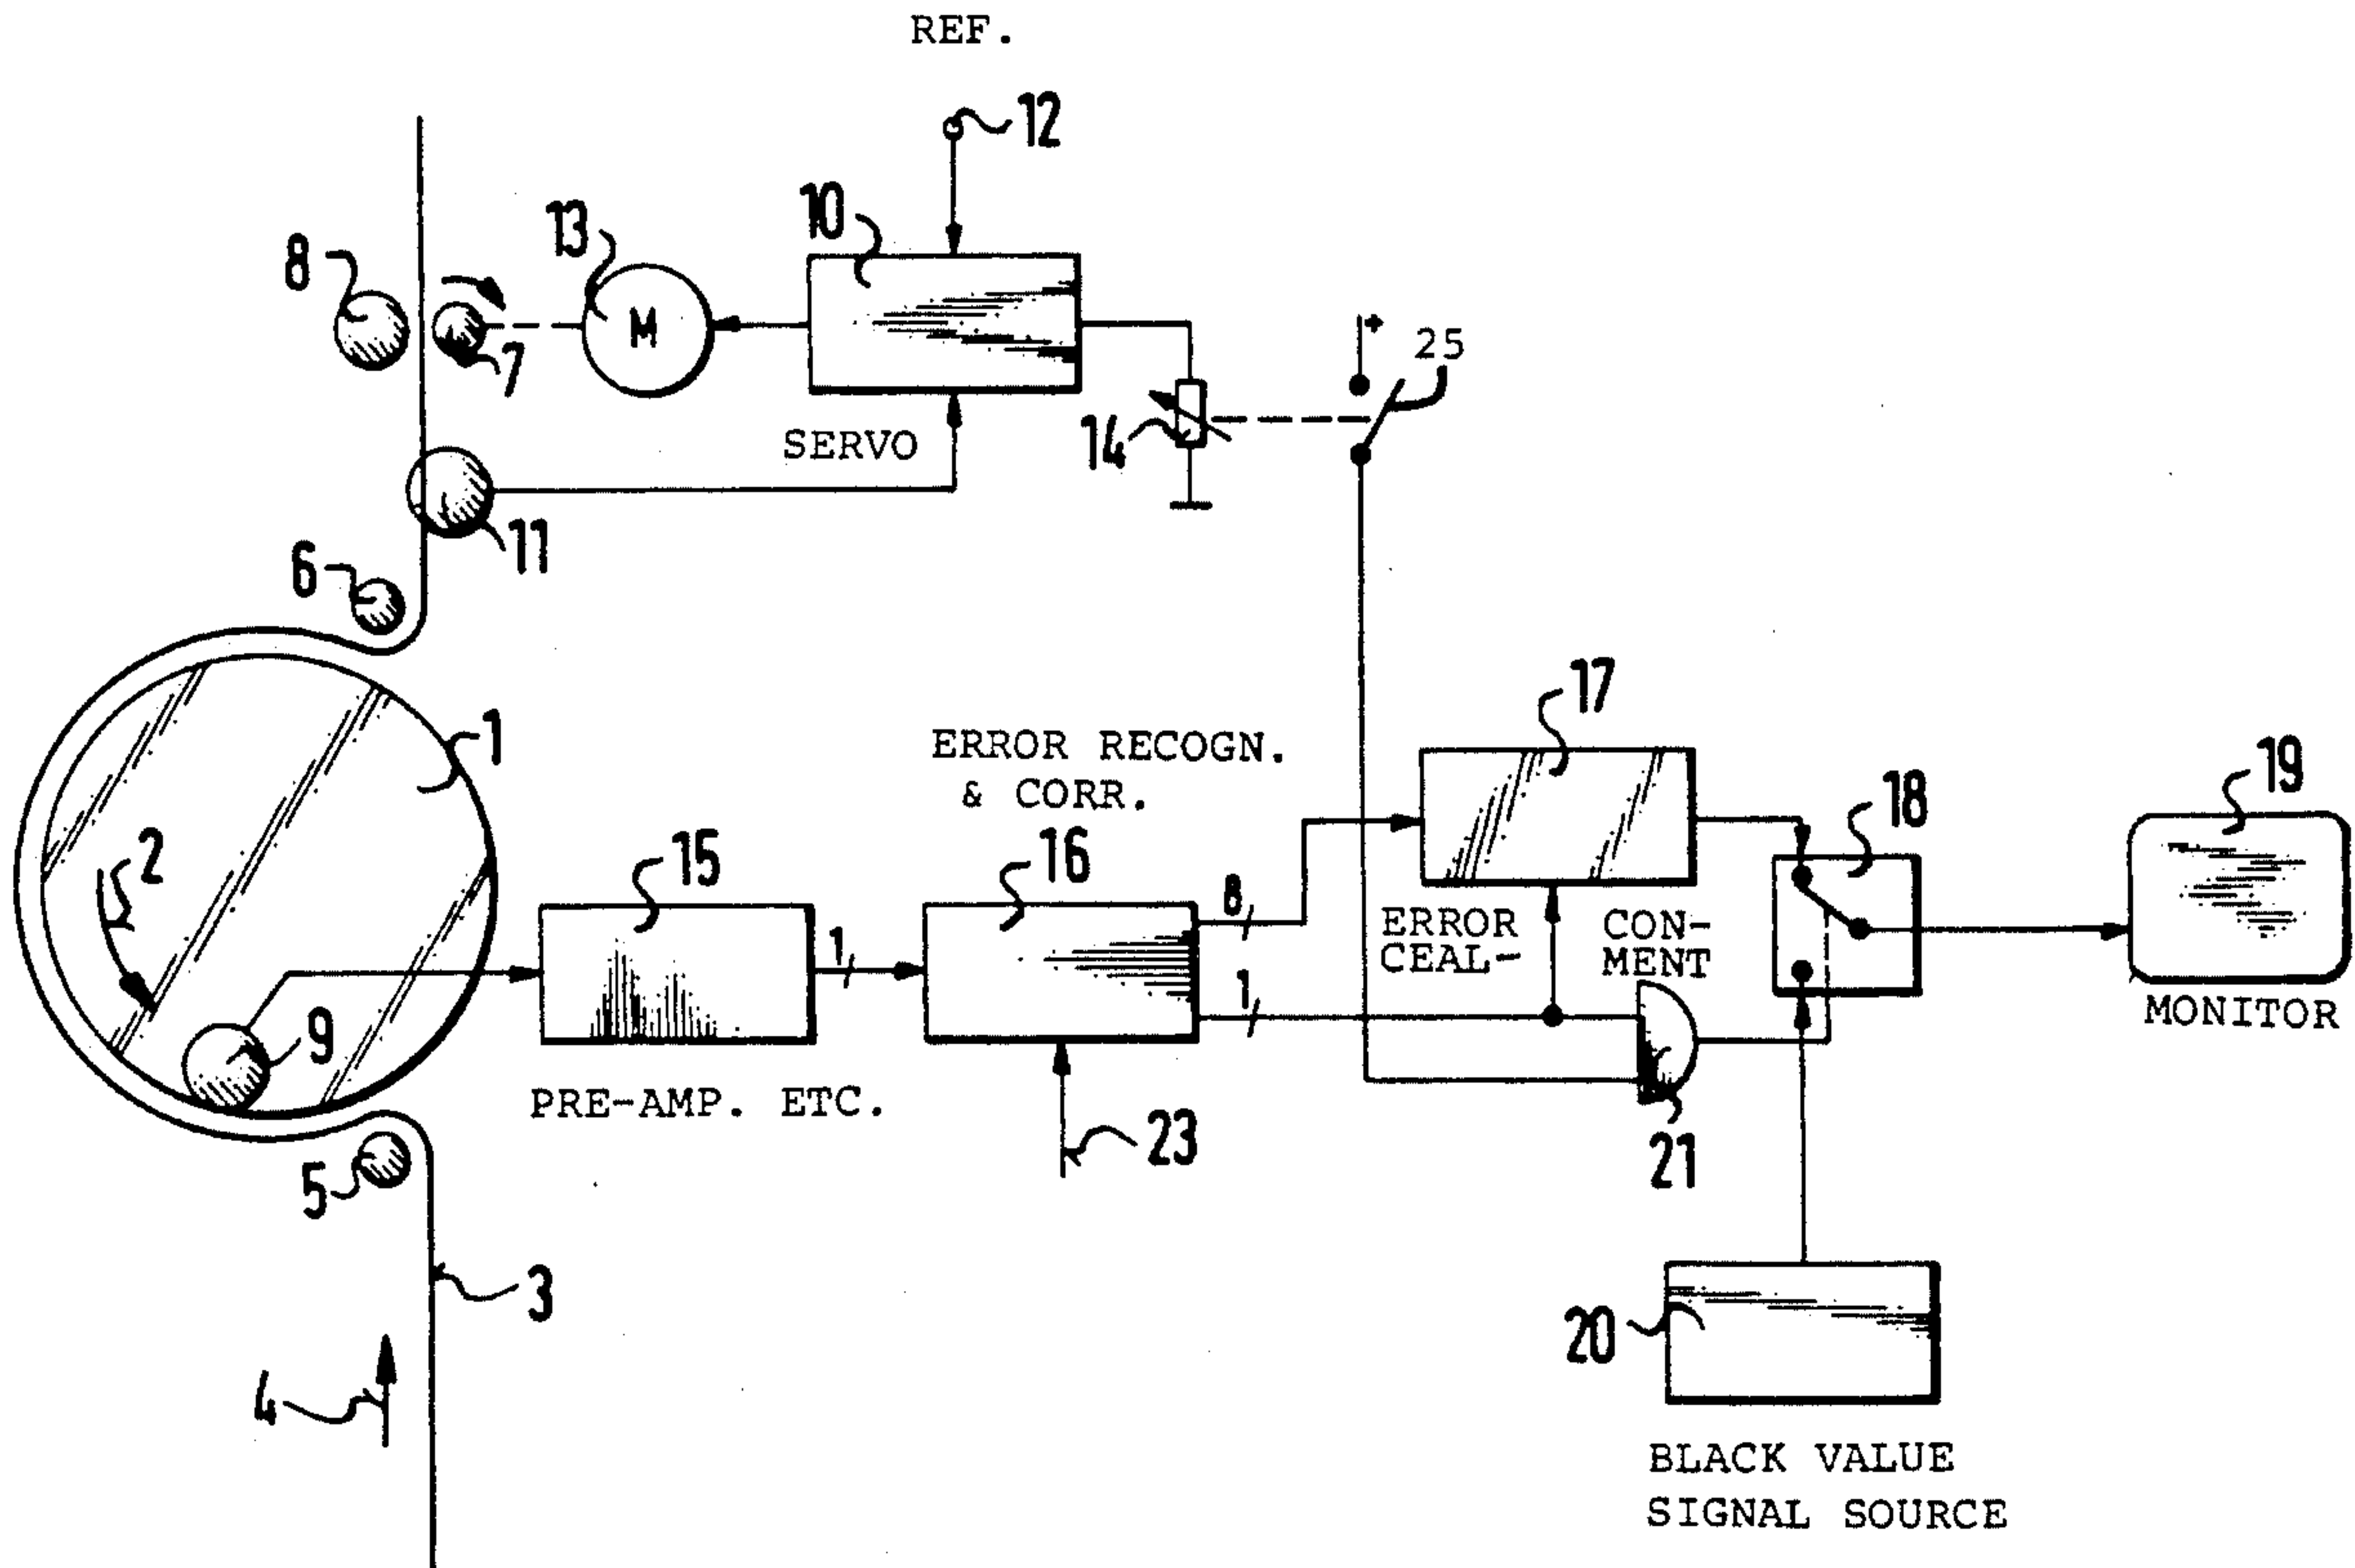 REF.
12
10
13
8
+
25
M
7
14
SERVO
11
6
17
1
ERROR RECOGN.
& CORR.
19
18
2
15
16
8
ERROR CON-
CEAL- MENT
1
1
MONITOR
9
PRE-AMP. ETC.
23
21
5
3
20
4
BLACK VALUE
SIGNAL SOURCE